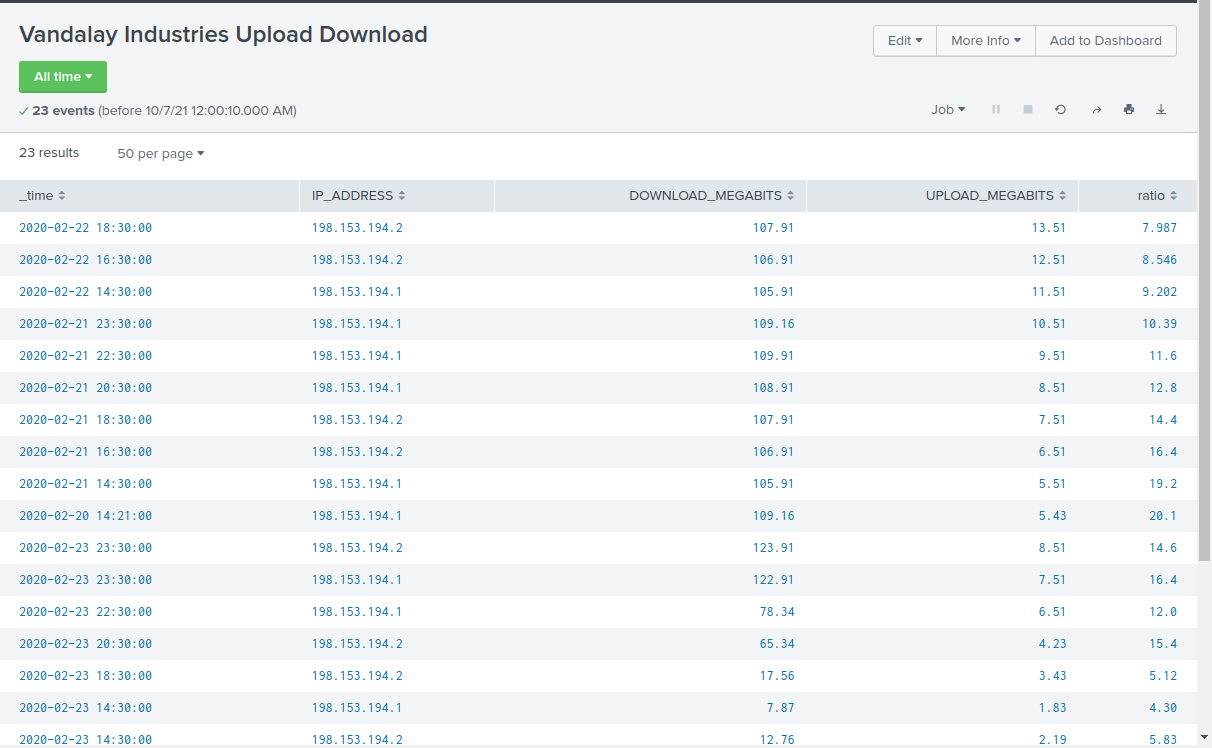 Vandalay Industries Upload Download
Edit More Info Add to Dashboard
All time
23 events (before 10/7/21 12:00:10.000 AM)
Job
23 results 50 per page
_time IP_ADDRESS DOWNLOAD_MEGABITS UPLOAD_MEGABITS ratio
2020-02-22 18:30:00 198.153.194.2 107.91 13.51 7.987
2020-02-22 16:30:00 198.153.194.2 106.91 12.51 8.546
2020-02-22 14:30:00 198.153.194.1 105.91 11.51 9.202
2020-02-21 23:30:00 198.153.194.1 109.16 10.51 10.39
2020-02-21 22:30:00 198.153.194.1 109.91 9.51 11.6
2020-02-21 20:30:00 198.153.194.1 108.91 8.51 12.8
2020-02-21 18:30:00 198.153.194.2 107.91 7.51 14.4
2020-02-21 16:30:00 198.153.194.2 106.91 6.51 16.4
2020-02-21 14:30:00 198.153.194.1 105.91 5.51 19.2
2020-02-20 14:21:00 198.153.194.1 109.16 5.43 20.1
2020-02-23 23:30:00 198.153.194.2 123.91 8.51 14.6
2020-02-23 23:30:00 198.153.194.1 122.91 7.51 16.4
2020-02-23 22:30:00 198.153.194.1 78.34 6.51 12.0
2020-02-23 20:30:00 198.153.194.2 65.34 4.23 15.4
2020-02-23 18:30:00 198.153.194.2 17.56 3.43 5.12
2020-02-23 14:30:00 198.153.194.1 7.87 1.83 4.30
2020-02-23 14:30:00 198.153.194.2 12.76 2.19 5.83